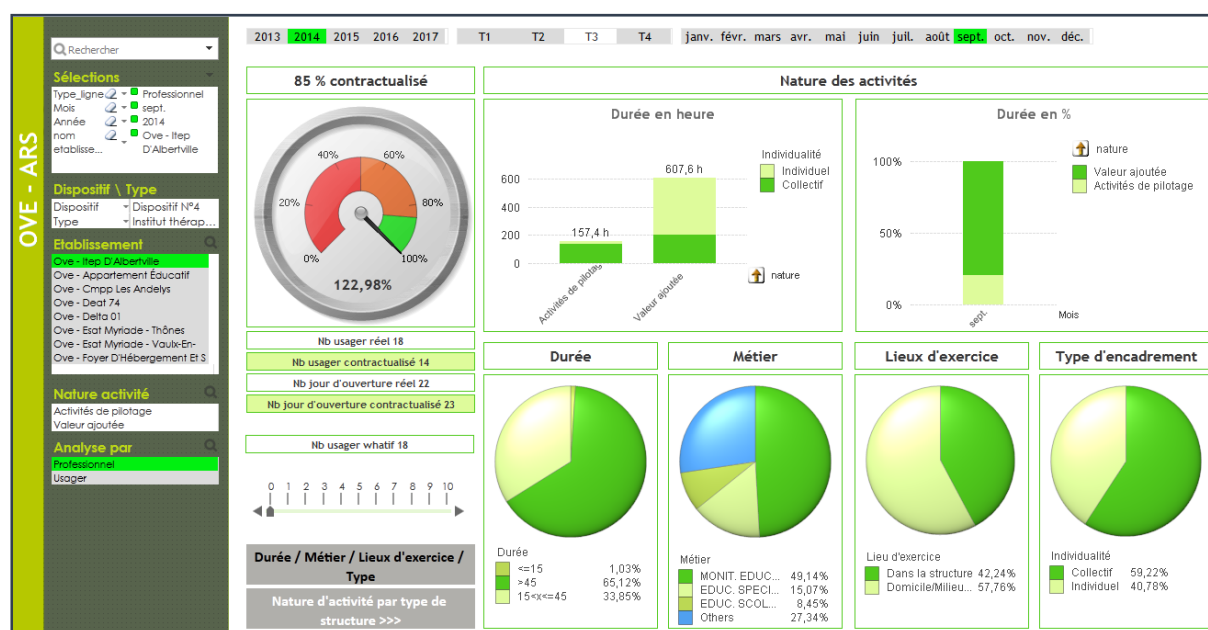 OVE - ARS
Rechercher
Sélections
Type_ligne Professionnel
Mois sept.
Année 2014
nom Ove - Itep
etablisse... D'Albertville
Dispositif \ Type
Dispositif Dispositif N°4
Type Institut thérap...
Etablissement
Ove - Itep D'Albertville
Ove - Appartement Éducatif
Ove - Cmpp Les Andelys
Ove - Deat 74
Ove - Delta 01
Ove - Esat Myriade - Thônes
Ove - Esat Myriade - Vaulx-En-
Ove - Foyer D'Hébergement Et S
Nature activité
Activités de pilotage
Valeur ajoutée
Analyse par
Professionnel
Usager
2013 2014 2015 2016 2017 T1 T2 T3 T4 janv. févr. mars avr. mai juin juil. août sept. oct. nov. déc.
85 % contractualisé
0% 20% 40% 60% 80% 100%
122,98%
Nb usager réel 18
Nb usager contractualisé 14
Nb jour d'ouverture réel 22
Nb jour d'ouverture contractualisé 23
Nb usager whatif 18
0 1 2 3 4 5 6 7 8 9 10
Durée / Métier / Lieux d'exercice /
Type
Nature d'activité par type de
structure >>>
Nature des activités
Durée en heure
Individualité
Individuel
Collectif
600
400
200
0
157,4 h
607,6 h
Activités de pilotag
Valeur ajoutée
nature
Durée en %
nature
Valeur ajoutée
Activités de pilotage
100%
50%
0%
sept.
Mois
Durée
Durée
<=15 1,03%
>45 65,12%
15<x<=45 33,85%
Métier
Métier
MONIT. EDUC... 49,14%
EDUC. SPECI... 15,07%
EDUC. SCOL... 8,45%
Others 27,34%
Lieux d'exercice
Lieu d'exercice
Dans la structure 42,24%
Domicile/Milieu... 57,76%
Type d'encadrement
Individualité
Collectif 59,22%
Individuel 40,78%